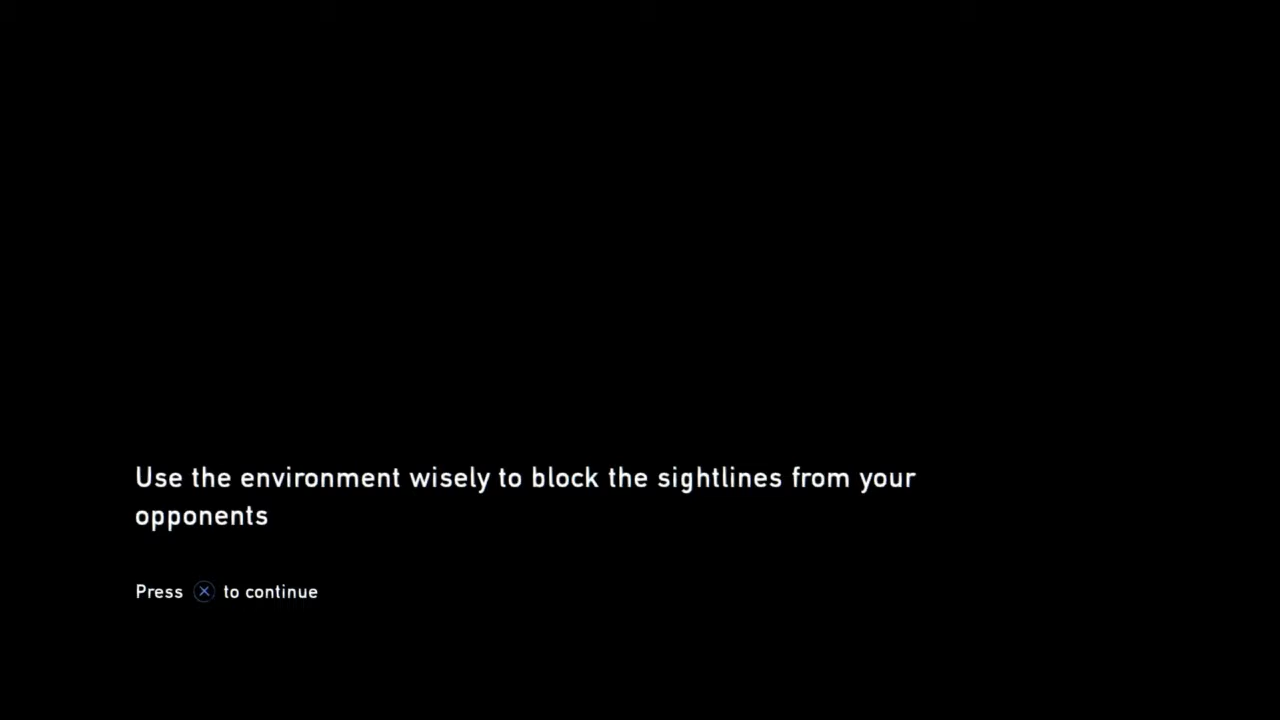 Use the environment wisely to block the sightlines from your
opponents
Press ⓧ to continue